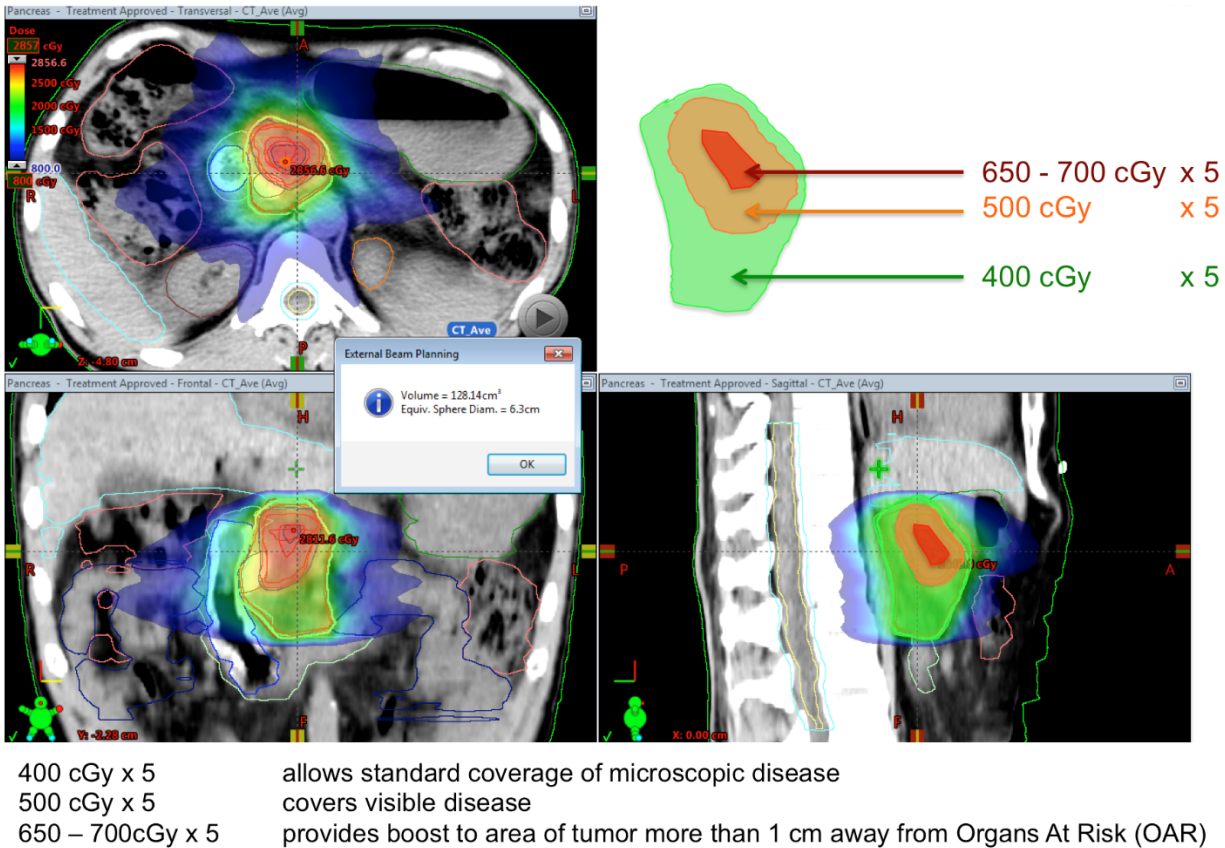 Pancreas - Treatment Approved - Transversal - CT_Ave (Avg)
Dose
2857 cGy
2856.6
2500 cGy
2000 cGy
1500 cGy
800.0
800 cGy
A
R
L
P
2856.6 cGy
CT_Ave
Z: -4.80 cm
650 - 700 cGy x 5
500 cGy x 5
400 cGy x 5
External Beam Planning
Volume = 128.14cm³
Equiv. Sphere Diam. = 6.3cm
OK
Pancreas - Treatment Approved - Frontal - CT_Ave (Avg)
H
R
L
F
2811.6 cGy
Y: -2.28 cm
Pancreas - Treatment Approved - Sagittal - CT_Ave (Avg)
H
P
A
F
cGy
X: 0.00 cm
400 cGy x 5 allows standard coverage of microscopic disease
500 cGy x 5 covers visible disease
650 – 700cGy x 5 provides boost to area of tumor more than 1 cm away from Organs At Risk (OAR)